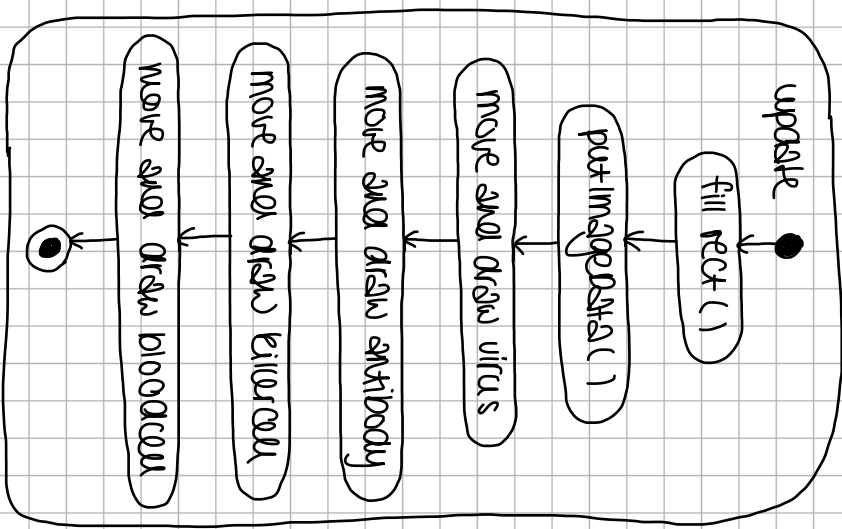 update
fill rect()
putImagedata()
move and draw virus
move and draw antibody
move and draw killercell
move and draw bloodcell